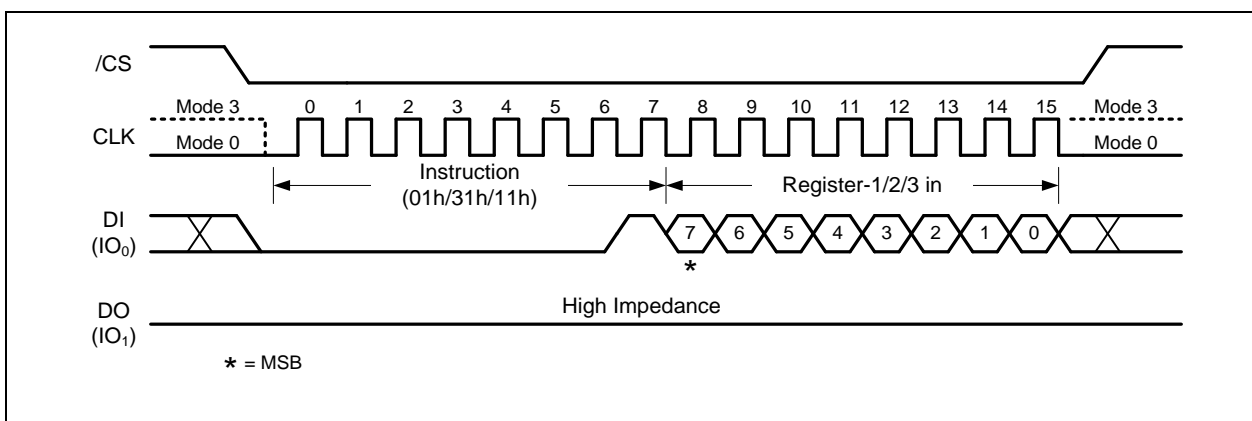 /CS
Mode 3 0 1 2 3 4 5 6 7 8 9 10 11 12 13 14 15 Mode 3
CLK
Mode 0 Mode 0
Instruction
(01h/31h/11h)
Register-1/2/3 in
DI
(IO₀)
7 6 5 4 3 2 1 0
*
High Impedance
DO
(IO₁)
* = MSB